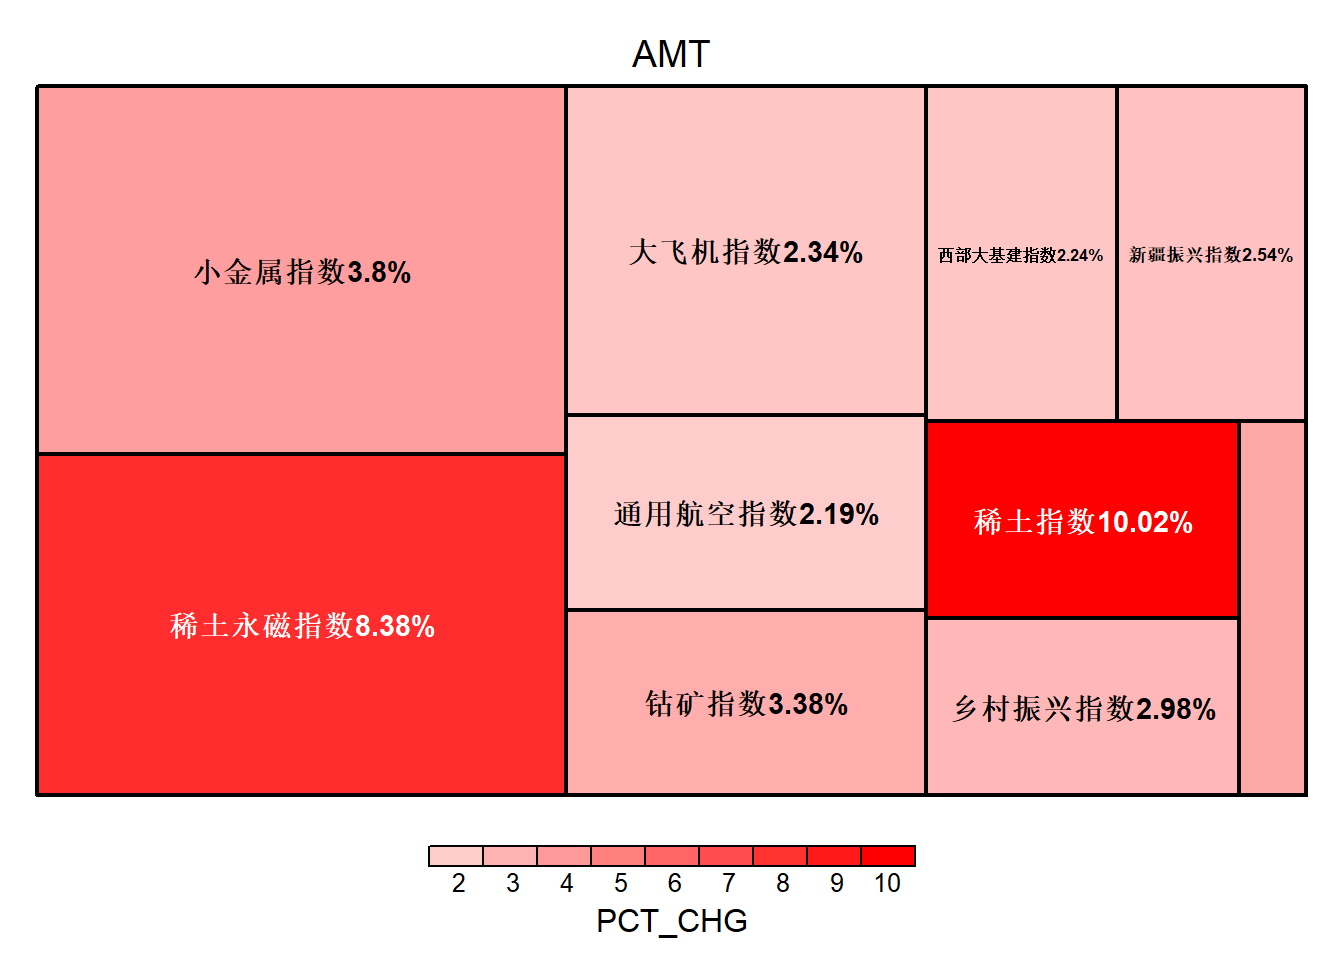 AMT
小金属指数3.8%
大飞机指数2.34%
西部大基建指数2.24%
新疆振兴指数2.54%
通用航空指数2.19%
稀土指数10.02%
稀土永磁指数8.38%
钴矿指数3.38%
乡村振兴指数2.98%
2 3 4 5 6 7 8 9 10
PCT_CHG